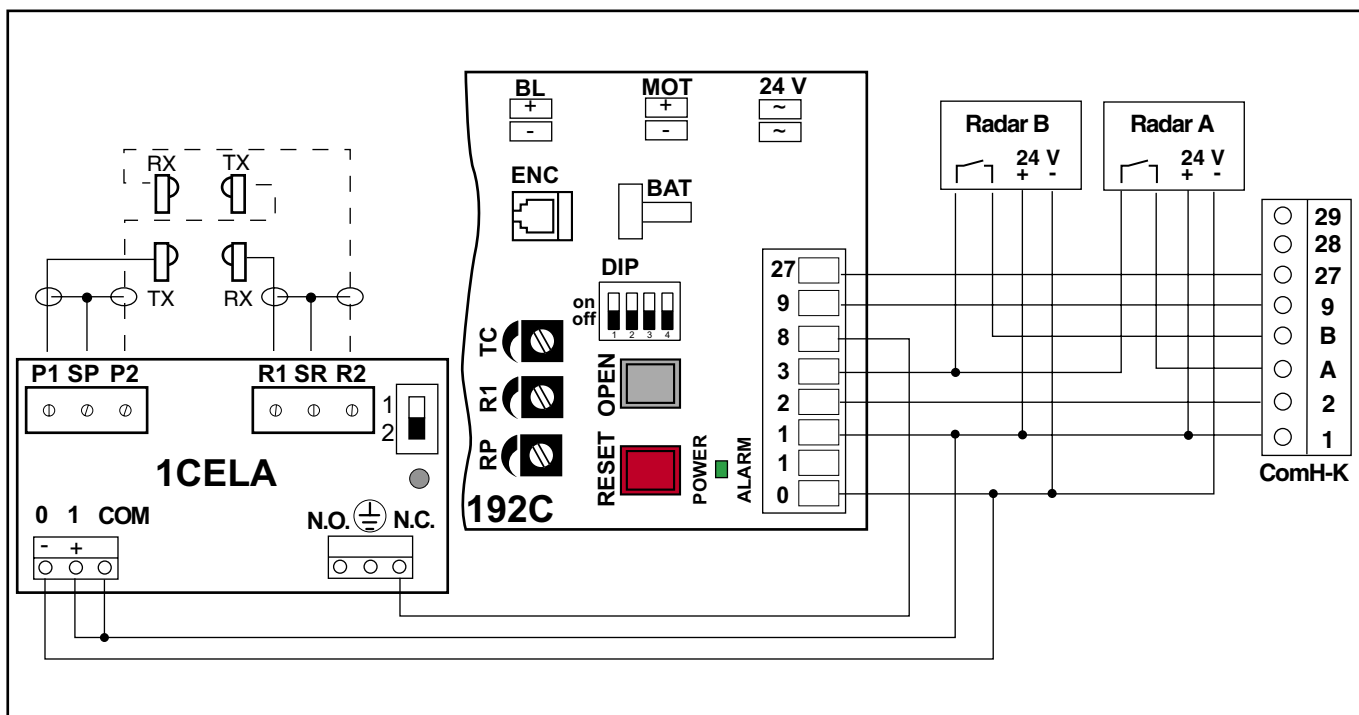 BL MOT 24 V
+ + ~
- - ~
Radar B Radar A
24 V 24 V
+ - + -
RX TX
ENC BAT
TX RX
DIP
on
off
1 2 3 4
TC
R1
RP
OPEN
RESET
POWER
ALARM
192C
27
9
8
3
2
1
1
0
29
28
27
9
B
A
2
1
ComH-K
P1 SP P2 R1 SR R2
1
2
1CELA
0 1 COM N.O. N.C.
- +